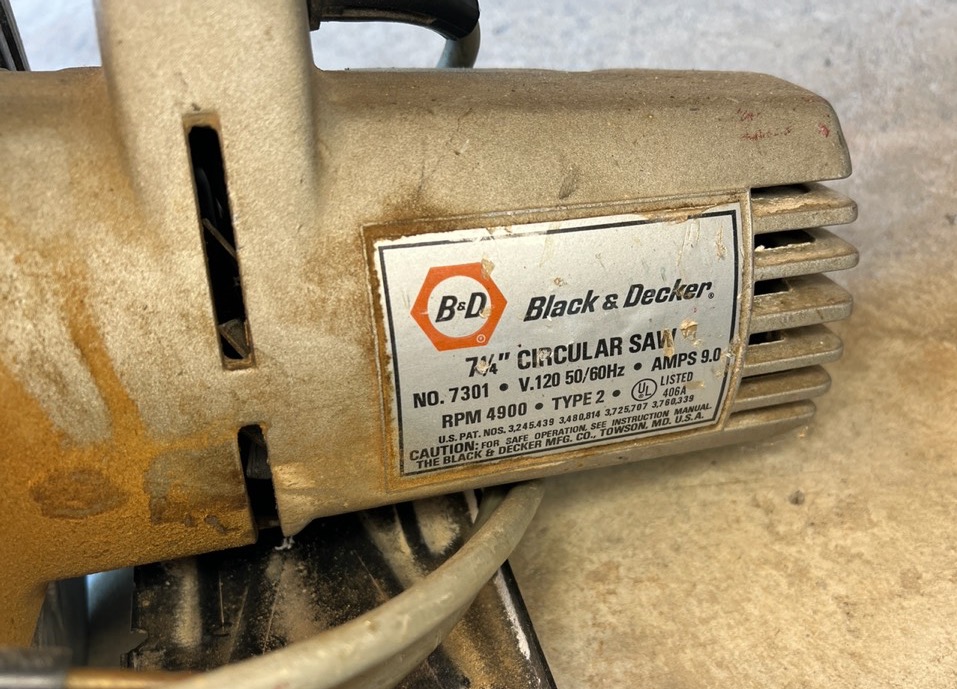 B&D
Black & Decker®
7¼" CIRCULAR SAW
NO. 7301 • V.120 50/60Hz • AMPS 9.0
RPM 4900 • TYPE 2 • UL LISTED 406A
U.S. PAT. NOS. 3,245,439 3,480,814 3,725,707 3,760,339
CAUTION: FOR SAFE OPERATION, SEE INSTRUCTION MANUAL.
THE BLACK & DECKER MFG. CO., TOWSON, MD. U.S.A.